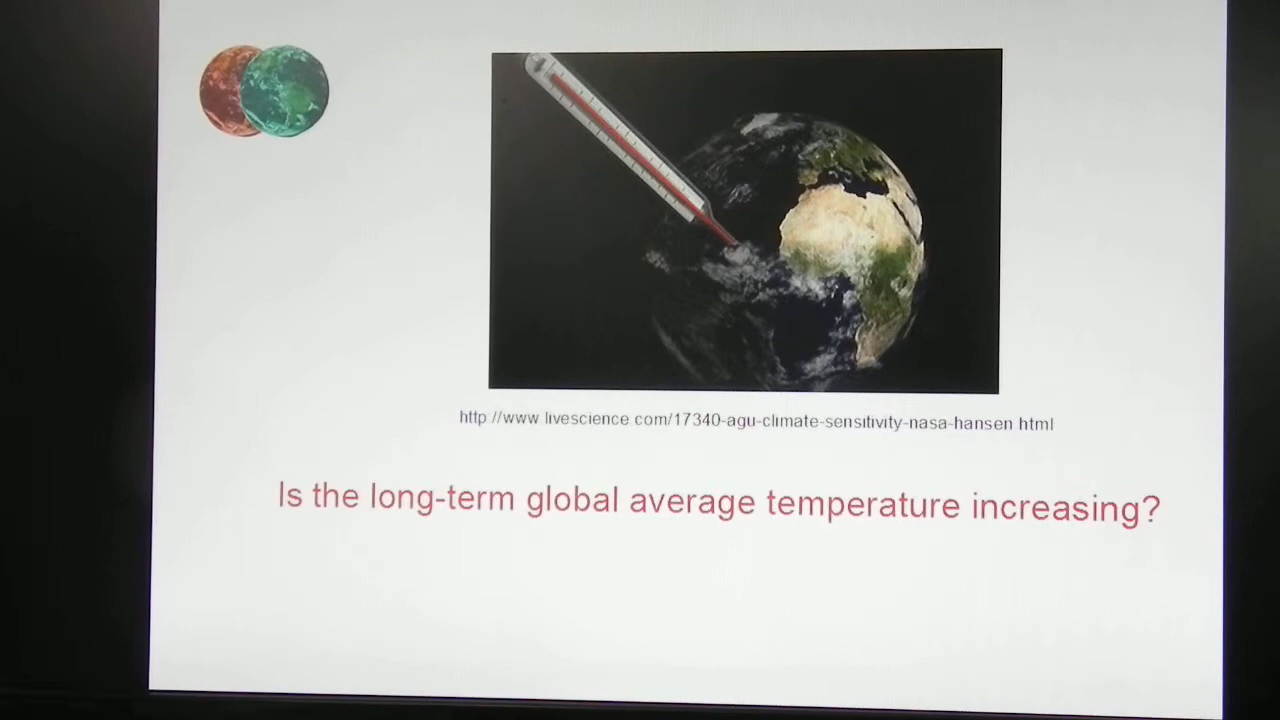 http //www livescience com/17340-agu-climate-sensitivity-nasa-hansen html
Is the long-term global average temperature increasing?